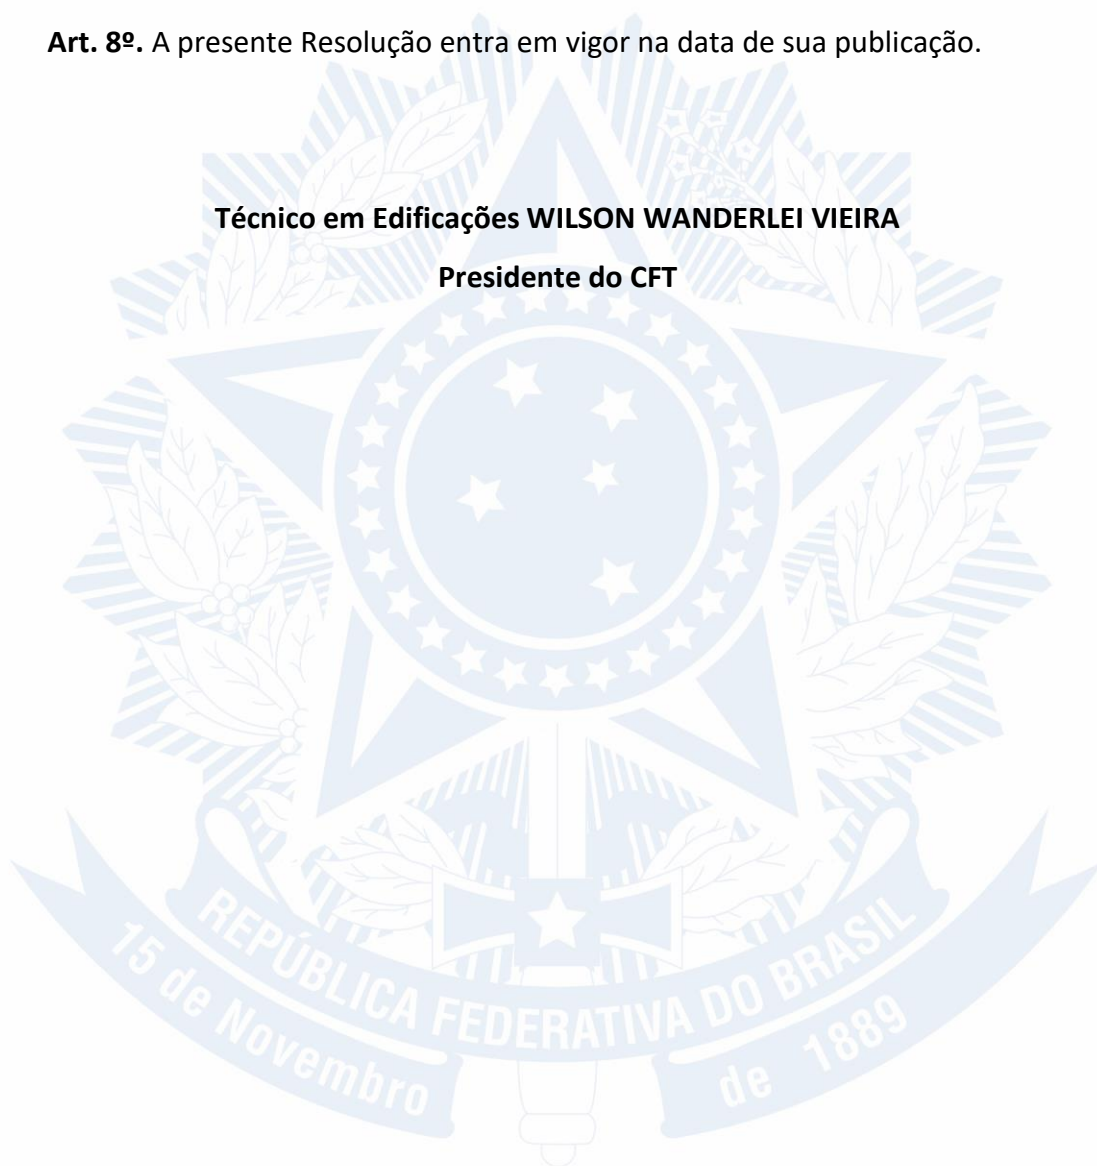 Art. 8º. A presente Resolução entra em vigor na data de sua publicação.
Técnico em Edificações WILSON WANDERLEI VIEIRA
Presidente do CFT
REPÚBLICA FEDERATIVA DO BRASIL
15 de Novembro de 1889